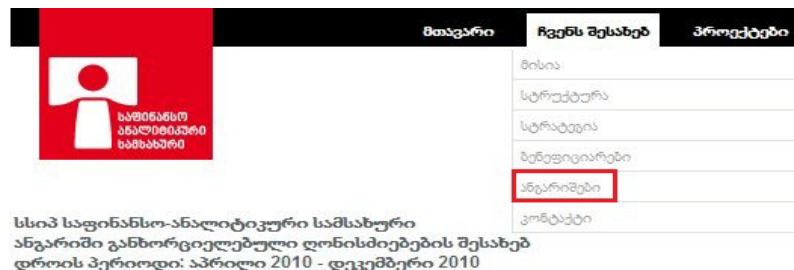 მთავარი ჩვენს შესახებ პროექტები
საფინანსო
ანალიტიკური
სამსახური
მისია
სტრუქტურა
სტრატეგია
ბენეფიციარები
ანგარიშები
კონტაქტი
სსიპ საფინანსო-ანალიტიკური სამსახური
ანგარიში განხორციელებული ღონისძიებების შესახებ
დროის პერიოდი: აპრილი 2010 - დეკემბერი 2010